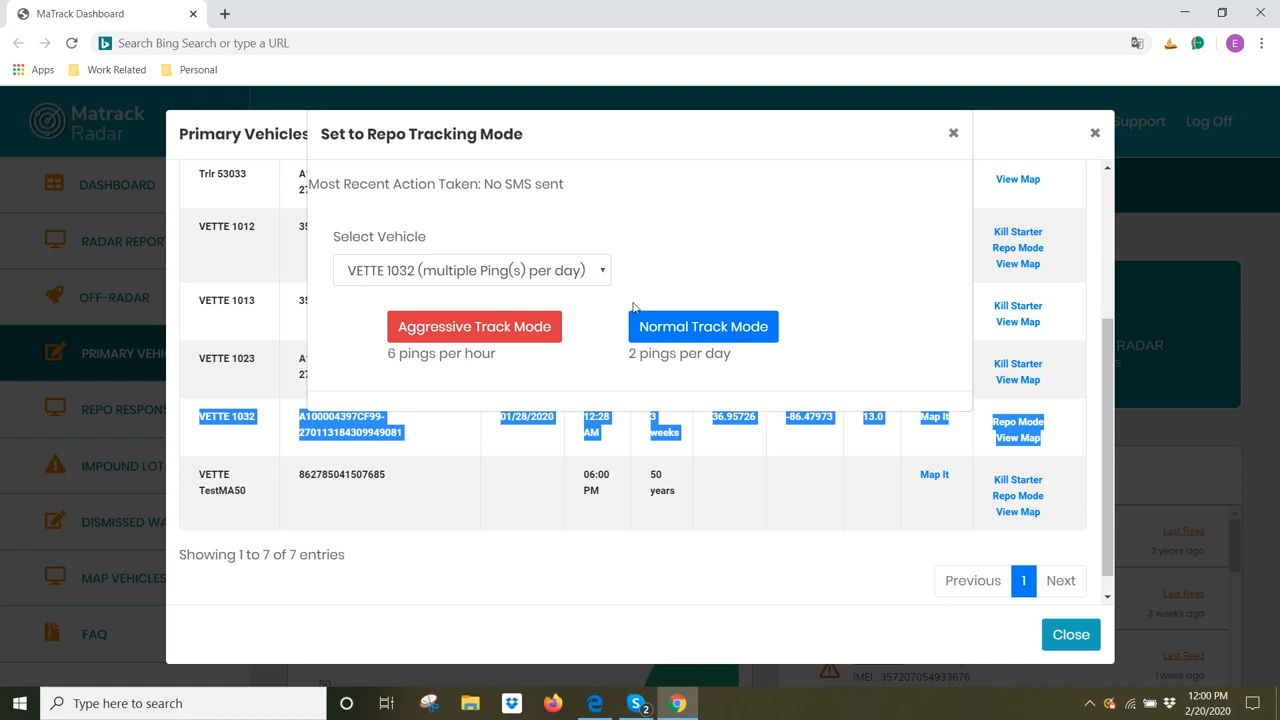 MaTrack Dashboard
Search Bing Search or type a URL
E
Apps
Work Related
Personal
Matrack
Radar
Support
Log Off
DASHBOARD
RADAR REPOR
OFF-RADAR
PRIMARY VEHI
REPO RESPON
IMPOUND LOT
DISMISSED WA
MAP VEHICLES
FAQ
Primary Vehicles
Set to Repo Tracking Mode
Most Recent Action Taken: No SMS sent
Select Vehicle
VETTE 1032 (multiple Ping(s) per day)
Aggressive Track Mode
6 pings per hour
Normal Track Mode
2 pings per day
Trlr 53033
View Map
VETTE 1012
Kill Starter
Repo Mode
View Map
VETTE 1013
Kill Starter
View Map
VETTE 1023
Kill Starter
View Map
VETTE 1032 A100004397CF99-270113184309949081 01/28/2020 12:28 AM 3 weeks 36.95726 -86.47973 13.0 Map It
Repo Mode
View Map
VETTE TestMA50 862785041507685 06:00 PM 50 years Map It
Kill Starter
Repo Mode
View Map
Showing 1 to 7 of 7 entries
Previous 1 Next
Close
RADAR
Last Read
3 years ago
Last Read
3 weeks ago
Last Read
1 week ago
IMEI : 357207054933676
50
Type here to search
2
12:00 PM
2/20/2020